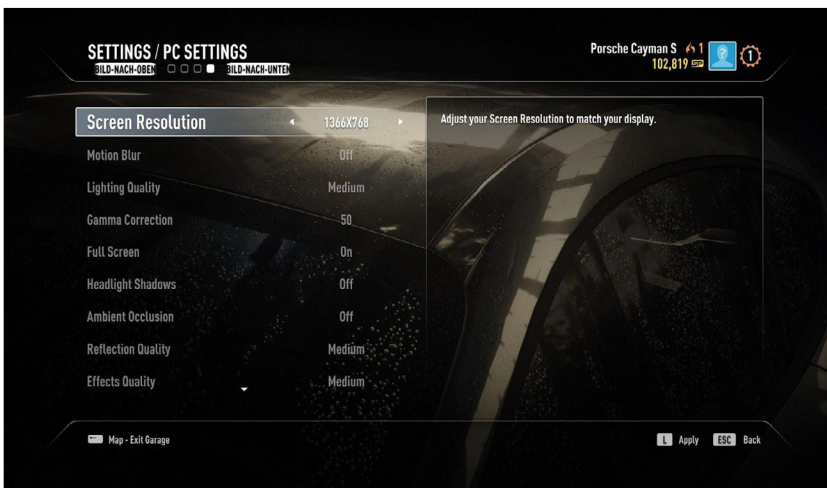 SETTINGS / PC SETTINGS
BILD-NACH-OBEN BILD-NACH-UNTEN
Porsche Cayman S 1
102,819 SP
1
Screen Resolution 1366X768
Adjust your Screen Resolution to match your display.
Motion Blur Off
Lighting Quality Medium
Gamma Correction 50
Full Screen On
Headlight Shadows Off
Ambient Occlusion Off
Reflection Quality Medium
Effects Quality Medium
Map - Exit Garage
L Apply ESC Back